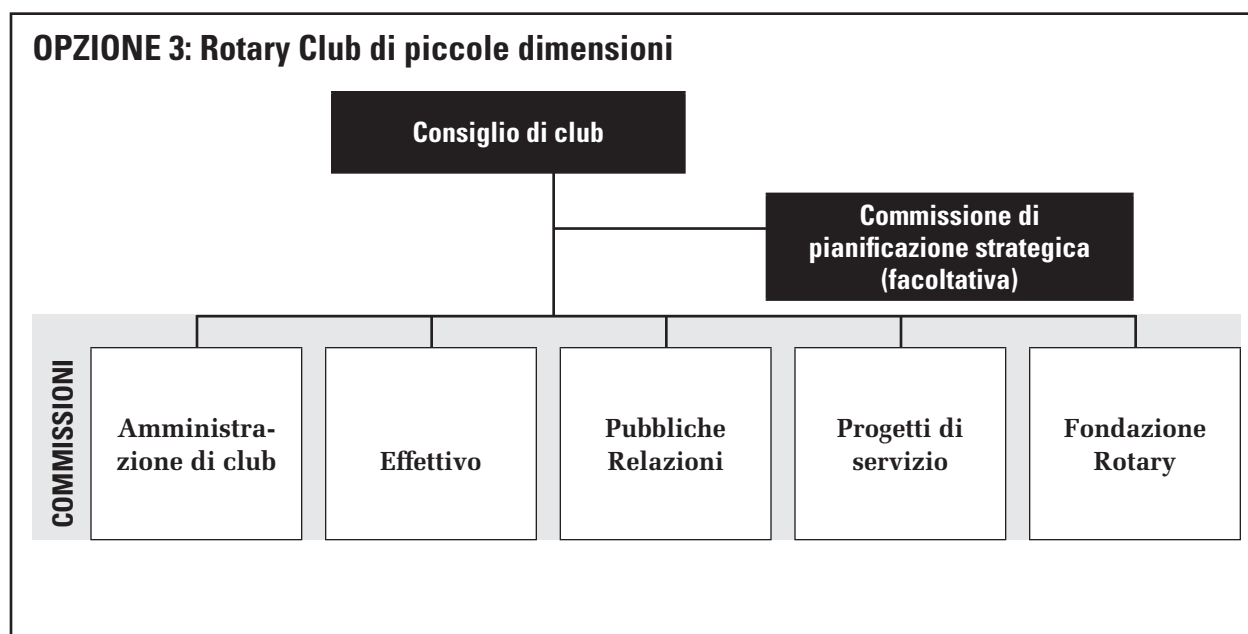 OPZIONE 3: Rotary Club di piccole dimensioni
Consiglio di club
Commissione di
pianificazione strategica
(facoltativa)
COMMISSIONI
Amministra-
zione di club
Effettivo
Pubbliche
Relazioni
Progetti di
servizio
Fondazione
Rotary